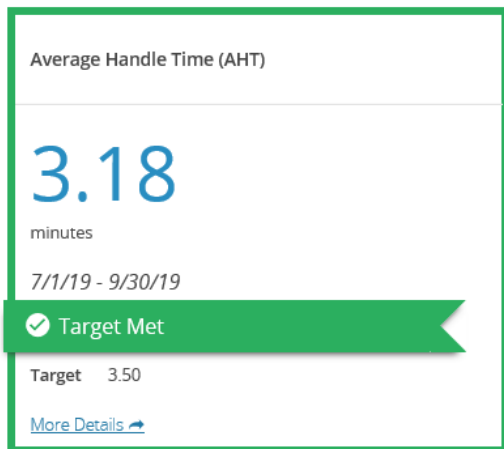 Average Handle Time (AHT)
3.18
minutes
7/1/19 - 9/30/19
Target Met
Target 3.50
More Details